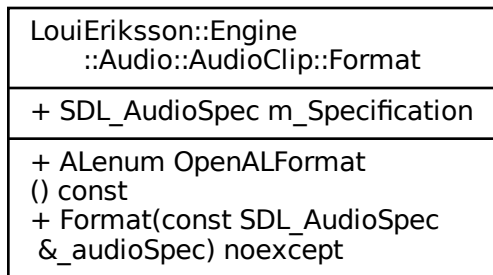 LouiEriksson::Engine
::Audio::AudioClip::Format
+ SDL_AudioSpec m_Specification
+ ALenum OpenALFormat
() const
+ Format(const SDL_AudioSpec
&_audioSpec) noexcept